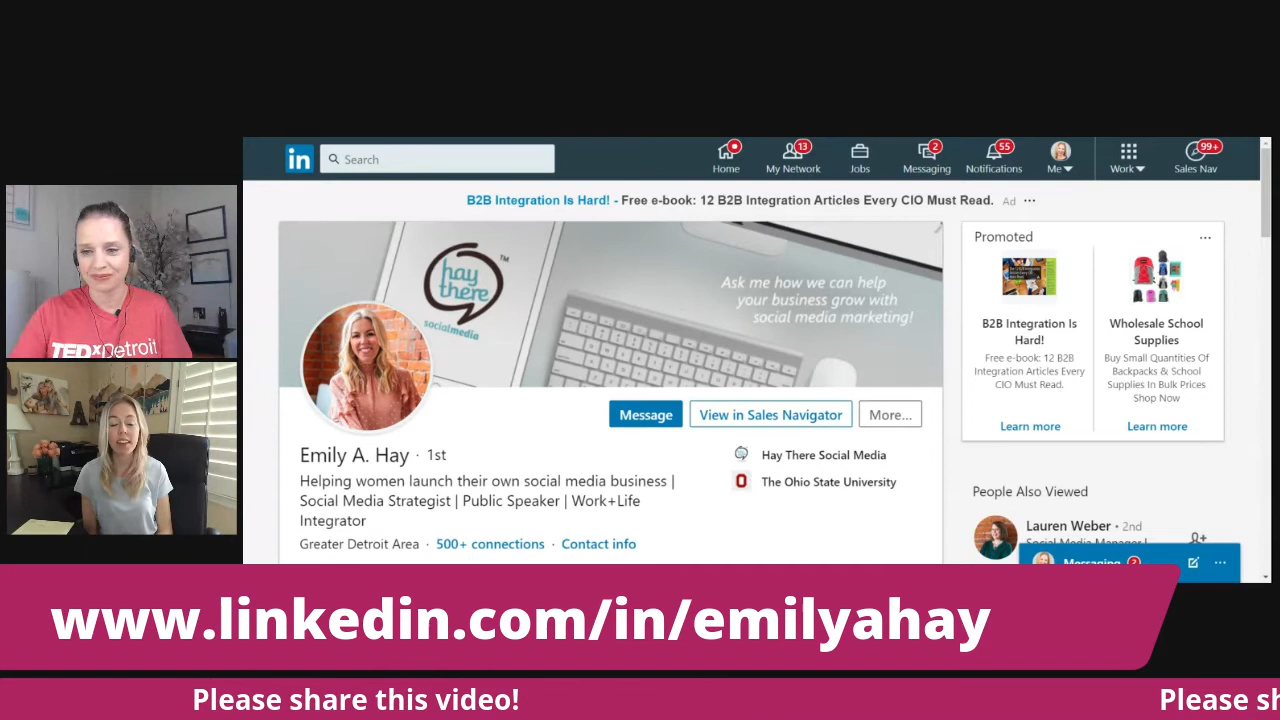 in
Search
Home
13
My Network
Jobs
2
Messaging
55
Notifications
Me
Work
99+
Sales Nav
B2B Integration Is Hard! - Free e-book: 12 B2B Integration Articles Every CIO Must Read. Ad ...
hay
there
TM
socialmedia
Ask me how we can help
your business grow with
social media marketing!
Promoted
...
B2B Integration Is
Hard!
Free e-book: 12 B2B
Integration Articles Every
CIO Must Read.
Learn more
Wholesale School
Supplies
Buy Small Quantities Of
Backpacks & School
Supplies In Bulk Prices
Shop Now
Learn more
TEDxDetroit
Message
View in Sales Navigator
More...
Emily A. Hay · 1st
Helping women launch their own social media business |
Social Media Strategist | Public Speaker | Work+Life
Integrator
Greater Detroit Area · 500+ connections · Contact info
Hay There Social Media
The Ohio State University
People Also Viewed
Lauren Weber • 2nd
Social Media Manager |
Messaging 2 ...
www.linkedin.com/in/emilyahay
Please share this video!
Please sh